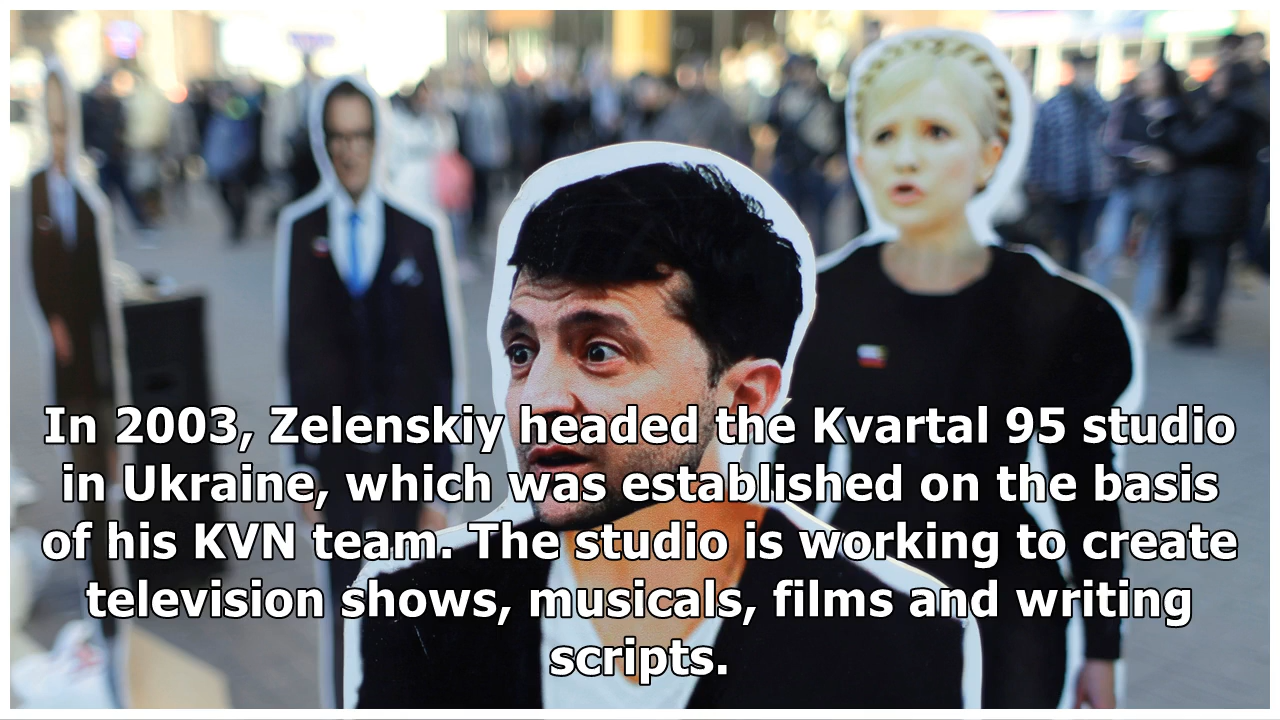 In 2003, Zelenskiy headed the Kvartal 95 studio
in Ukraine, which was established on the basis
of his KVN team. The studio is working to create
television shows, musicals, films and writing
scripts.